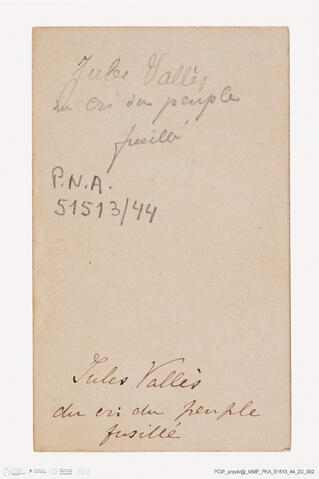 Jules Vallès
du cri du peuple
fusillé
P.N.A.
51513/44
Jules Vallès
du cri du peuple
fusillé